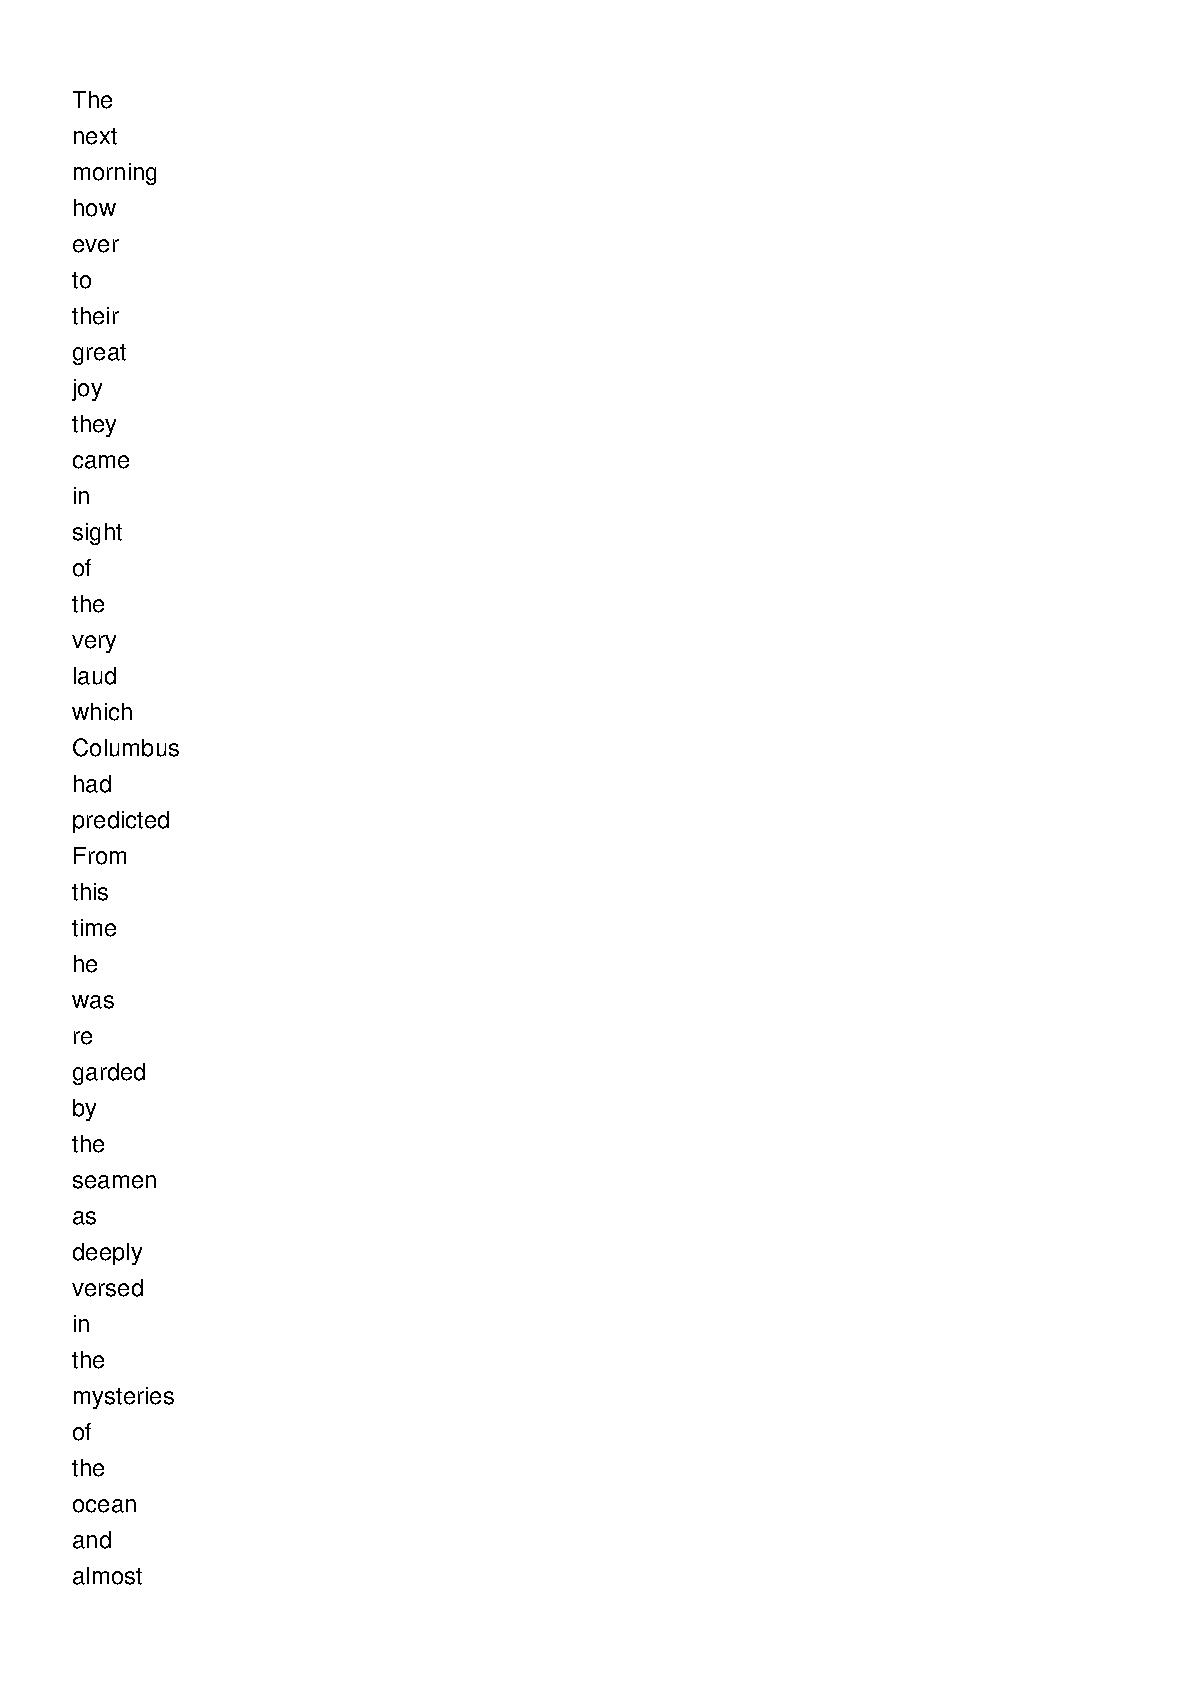 The
next
morning
how
ever
to
their
great
joy
they
came
in
sight
of
the
very
laud
which
Columbus
had
predicted
From
this
time
he
was
re
garded
by
the
seamen
as
deeply
versed
in
the
mysteries
of
the
ocean
and
almost